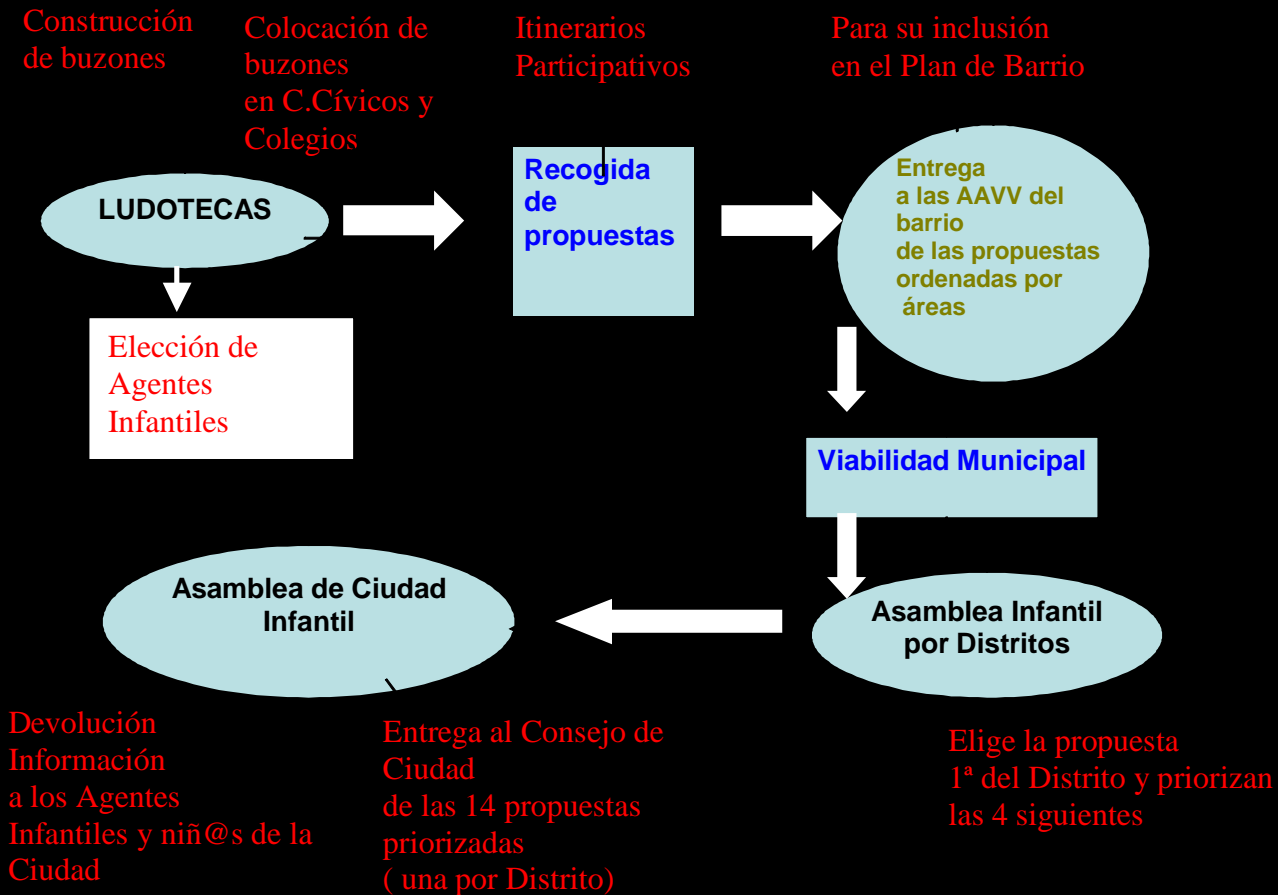 Construcción
de buzones
Colocación de
buzones
en C.Cívicos y
Colegios
Itinerarios
Participativos
Para su inclusión
en el Plan de Barrio
LUDOTECAS
Recogida
de
propuestas
Entrega
a las AAVV del
barrio
de las propuestas
ordenadas por
áreas
Elección de
Agentes
Infantiles
Viabilidad Municipal
Asamblea de Ciudad
Infantil
Asamblea Infantil
por Distritos
Devolución
Información
a los Agentes
Infantiles y niñ@s de la
Ciudad
Entrega al Consejo de
Ciudad
de las 14 propuestas
priorizadas
( una por Distrito)
Elige la propuesta
1ª del Distrito y priorizan
las 4 siguientes